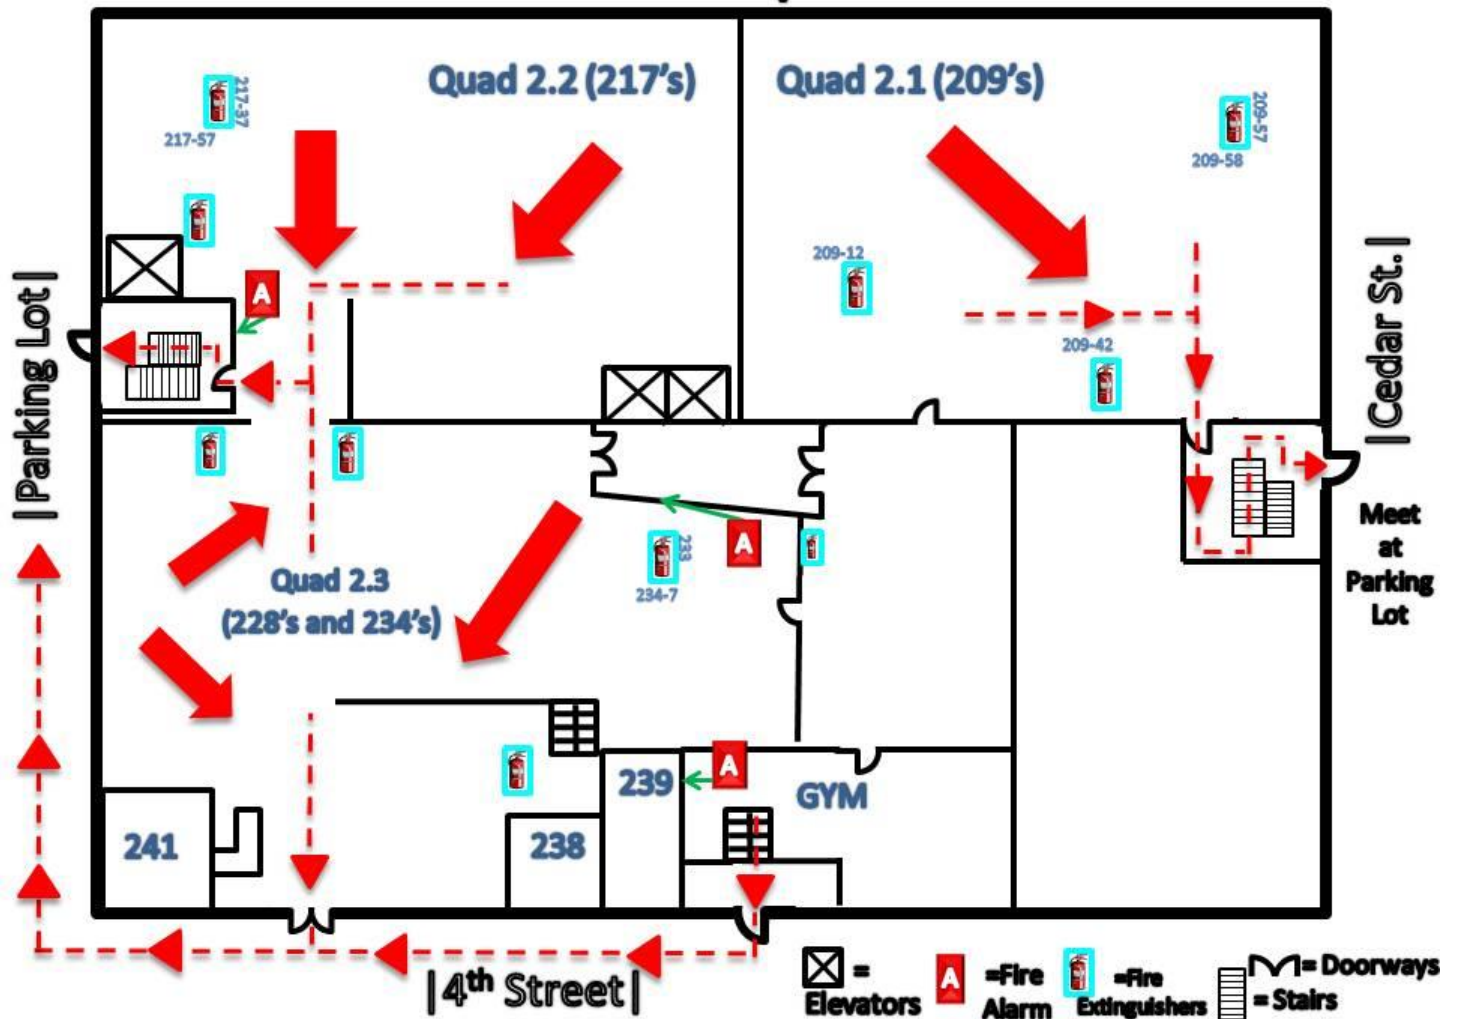 Quad 2.2 (217's)
Quad 2.1 (209's)
217-37
217-57
209-57
209-58
209-12
209-42
A
|Parking Lot|
|Cedar St.|
Meet
at
Parking
Lot
A
233
234-7
Quad 2.3
(228's and 234's)
A
239
GYM
241
238
|4th Street|
=
Elevators
A
=Fire
Alarm
=Fire
Extinguishers
= Doorways
= Stairs